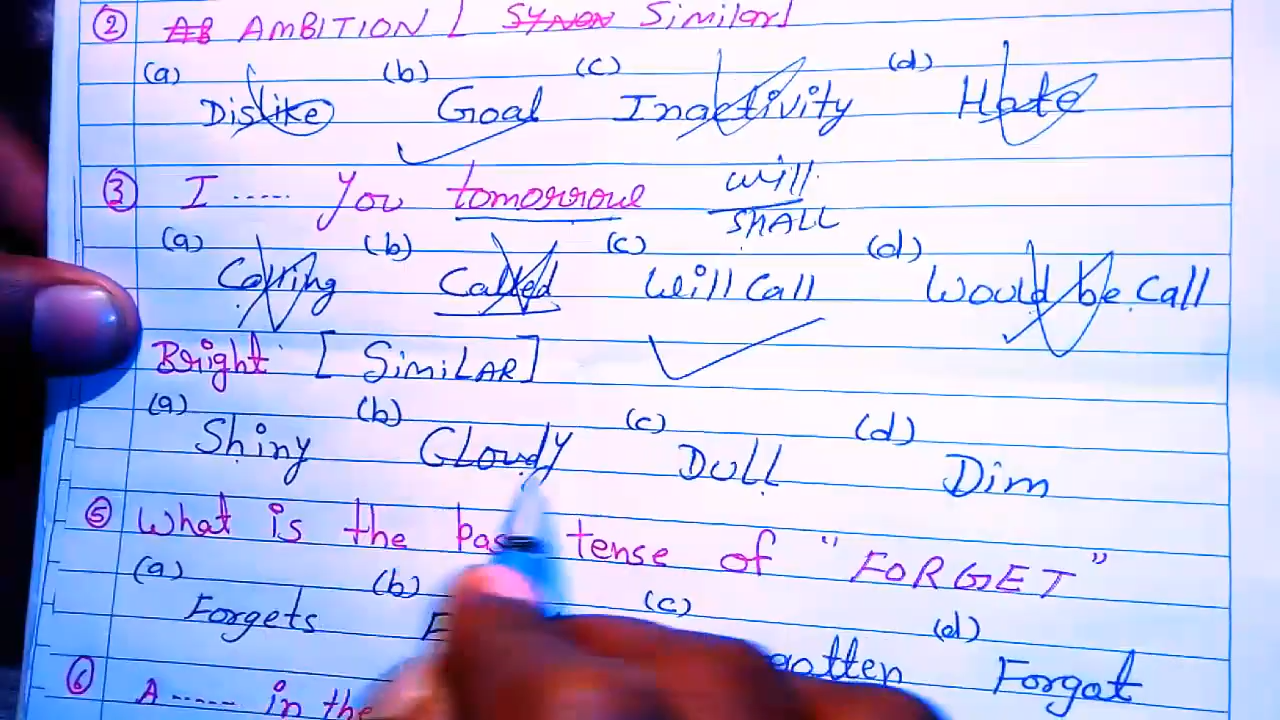 ② AMBITION [ Similar]
(a) Dislike (b) Goal (c) Inactivity (d) Hate
③ I ..... you tomorrow will
SHALL
(a) Calling (b) Called (c) Will Call (d) Would be Call
Bright [ SIMILAR]
(a) Shiny (b) Cloudy (c) DULL (d) Dim
⑤ What is the tense of "FORGET"
(a) Forgets (b) (c) (d) Forgot
⑥ A ..... in the